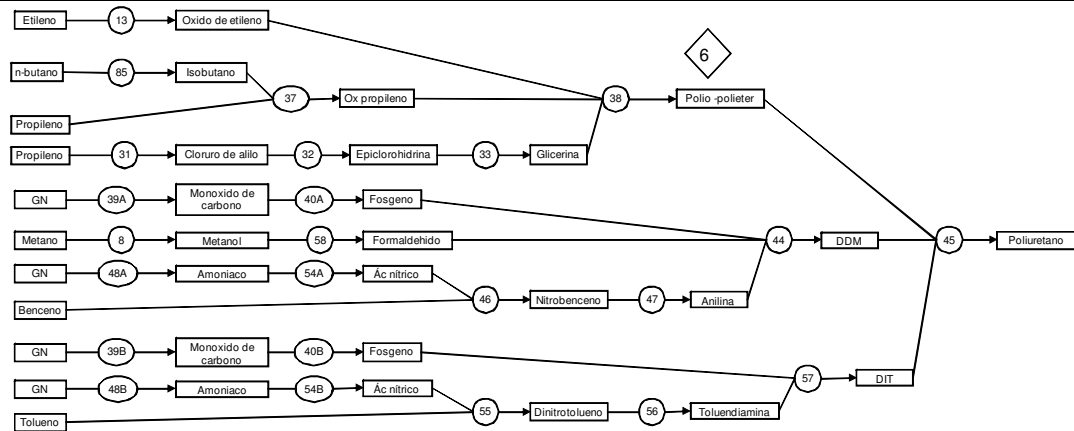 Etileno 13 Oxido de etileno
6
n-butano 85 Isobutano
37 Ox propileno 38 Polio -polieter
Propileno
Propileno 31 Cloruro de alilo 32 Epiclorohidrina 33 Glicerina
GN 39A Monoxido de carbono 40A Fosgeno
Metano 8 Metanol 58 Formaldehido 44 DDM 45 Poliuretano
GN 48A Amoniaco 54A Ác nítrico
46 Nitrobenceno 47 Anilina
Benceno
GN 39B Monoxido de carbono 40B Fosgeno
57 DIT
GN 48B Amoniaco 54B Ác nítrico
55 Dinitrotolueno 56 Toluendiamina
Tolueno